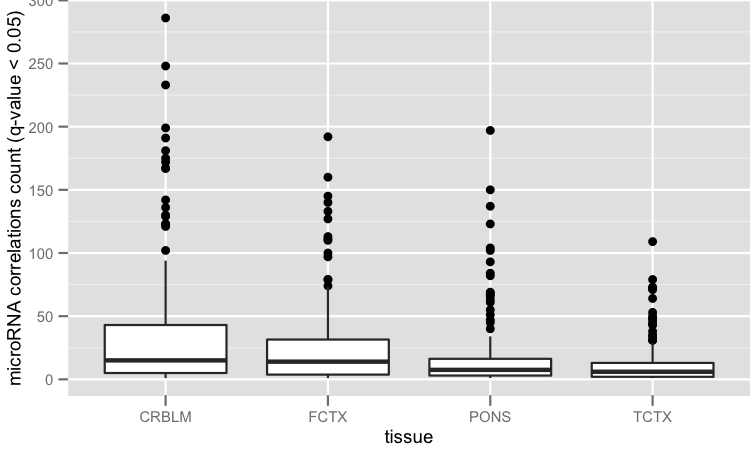 microRNA correlations count (q-value < 0.05)
300
250
200
150
100
50
0
CRBLM FCTX PONS TCTX
tissue